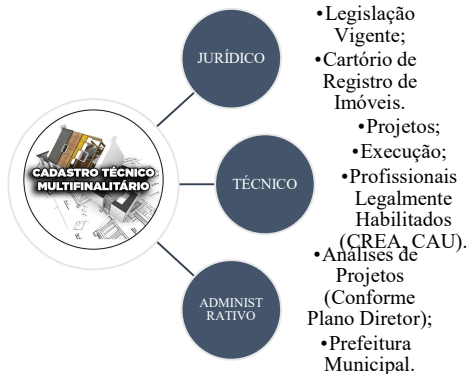 JURÍDICO
•Legislação
Vigente;
•Cartório de
Registro de
Imóveis.
CADASTRO TÉCNICO
MULTIFINALITÁRIO
TÉCNICO
•Projetos;
•Execução;
•Profissionais
Legalmente
Habilitados
(CREA, CAU).
ADMINIST
RATIVO
•Análises de
Projetos
(Conforme
Plano Diretor);
•Prefeitura
Municipal.